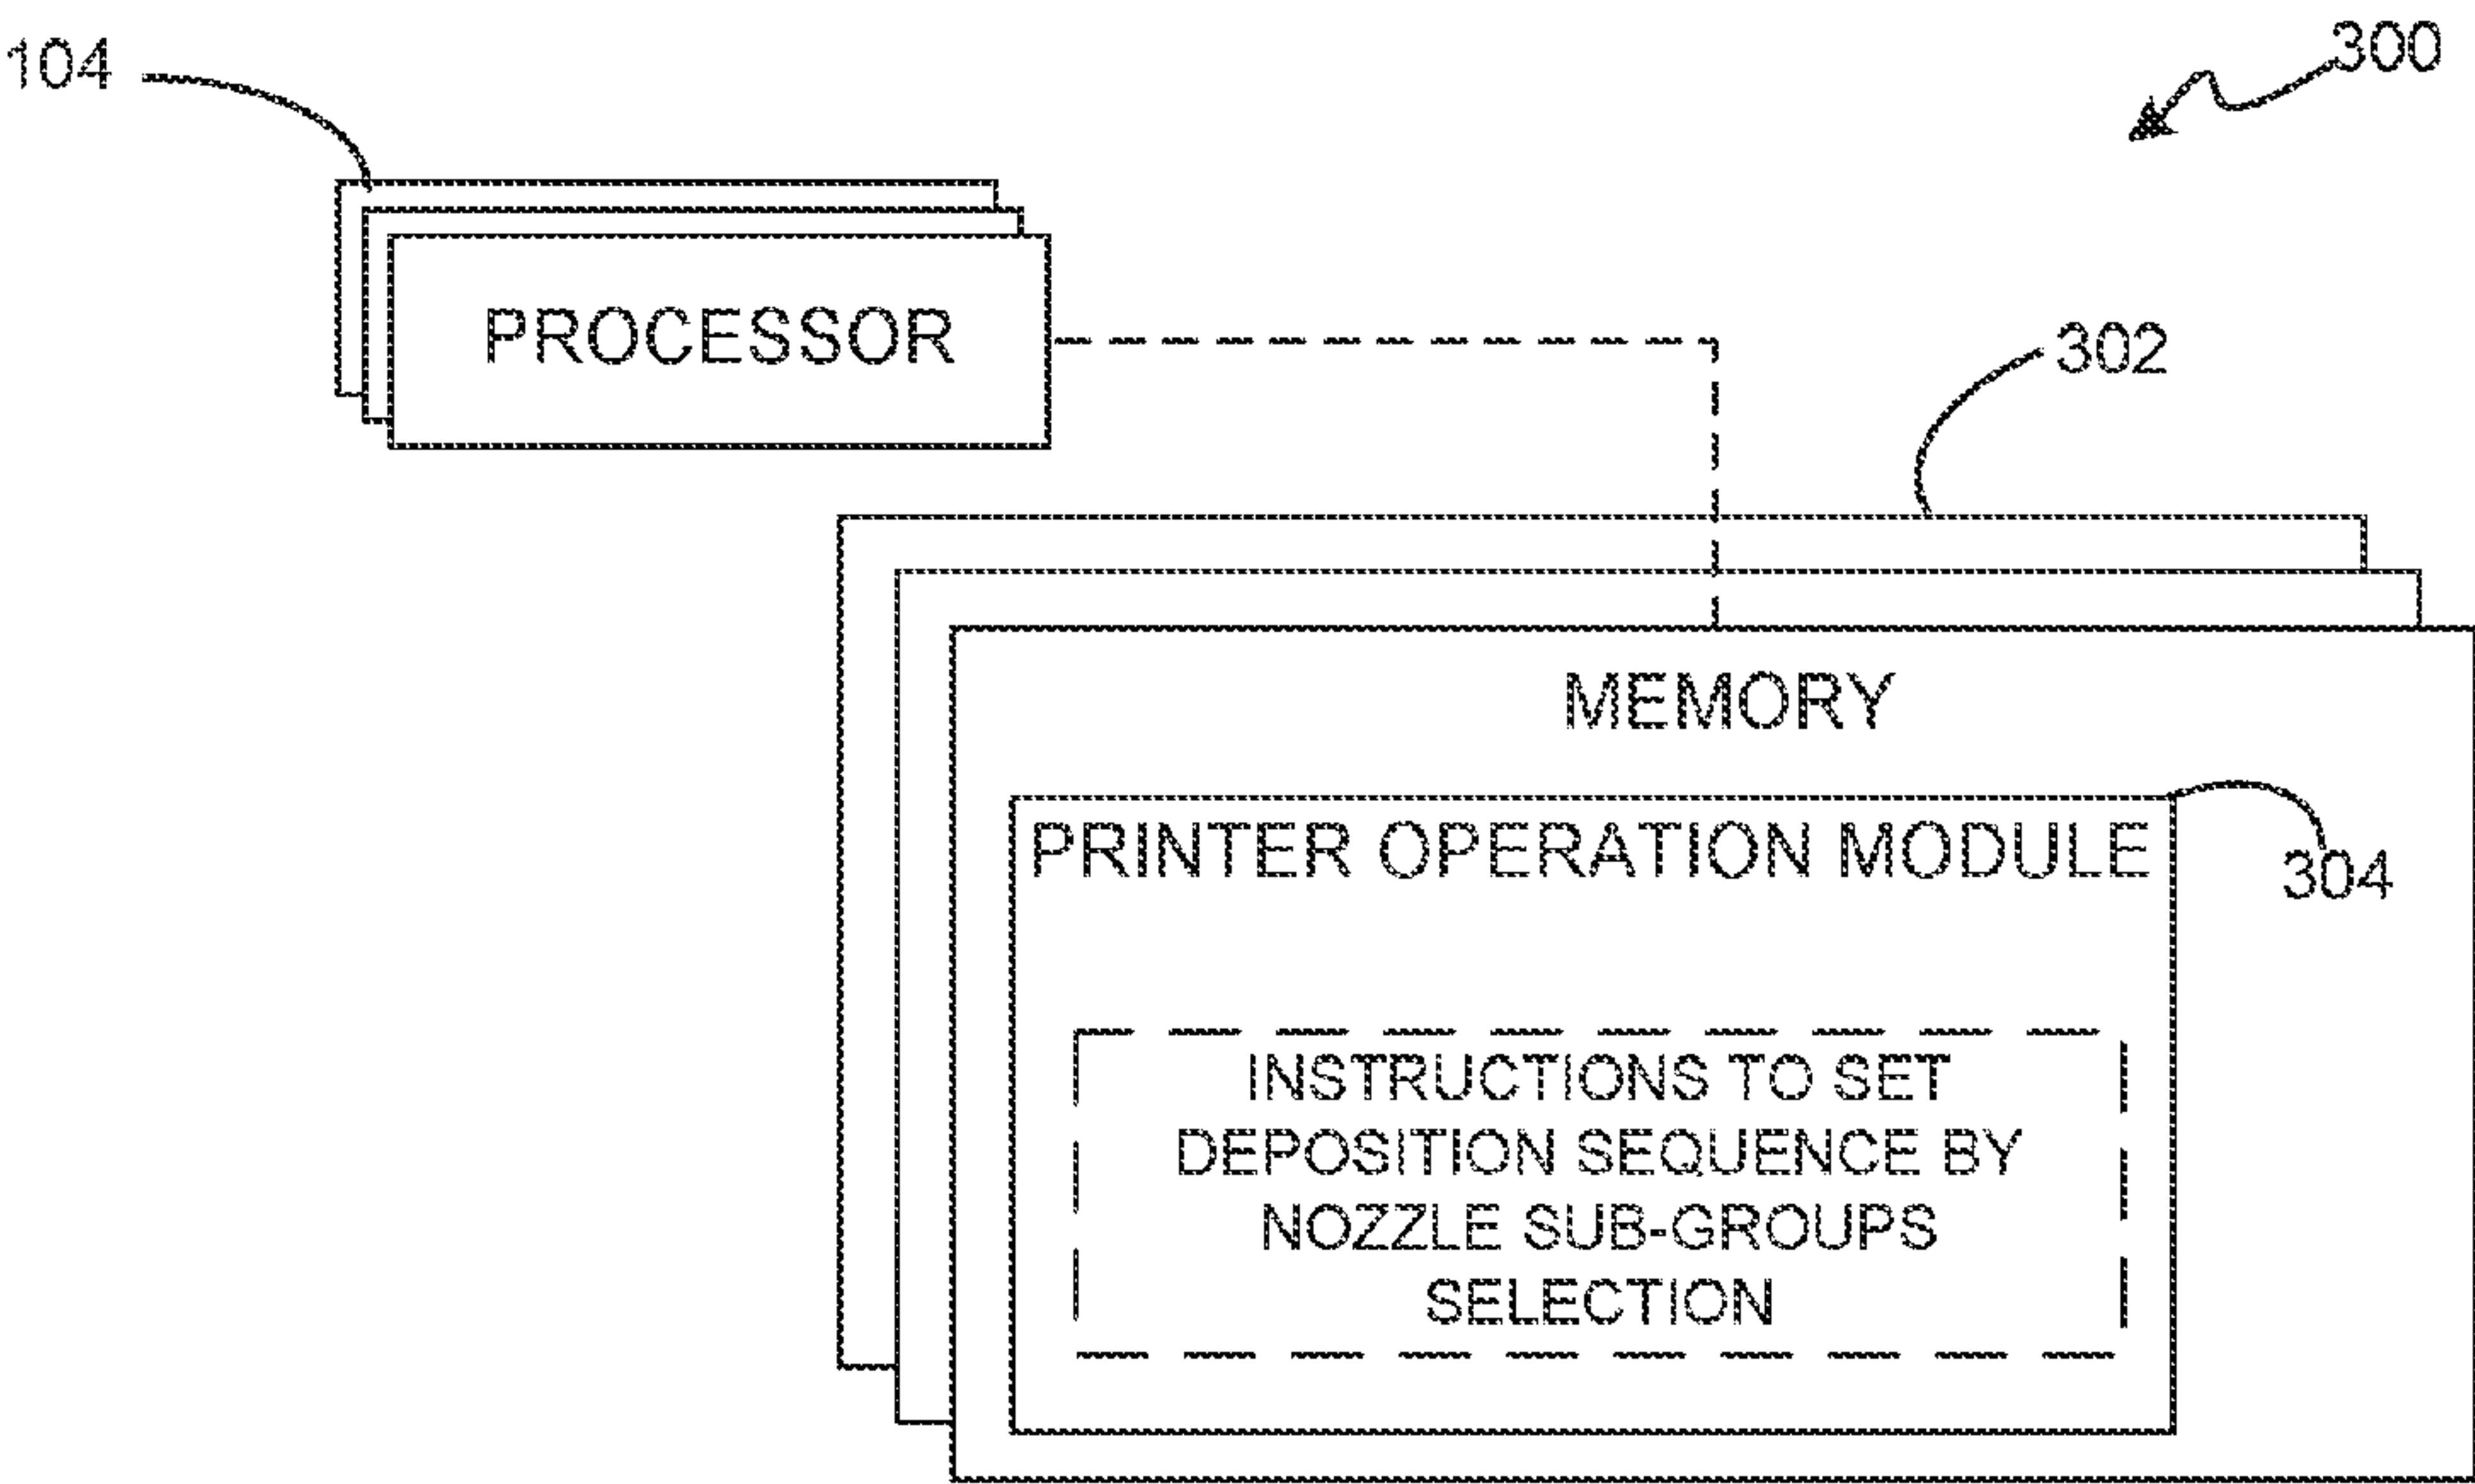 104
300
PROCESSOR
302
MEMORY
PRINTER OPERATION MODULE
304
INSTRUCTIONS TO SET
DEPOSITION SEQUENCE BY
NOZZLE SUB-GROUPS
SELECTION